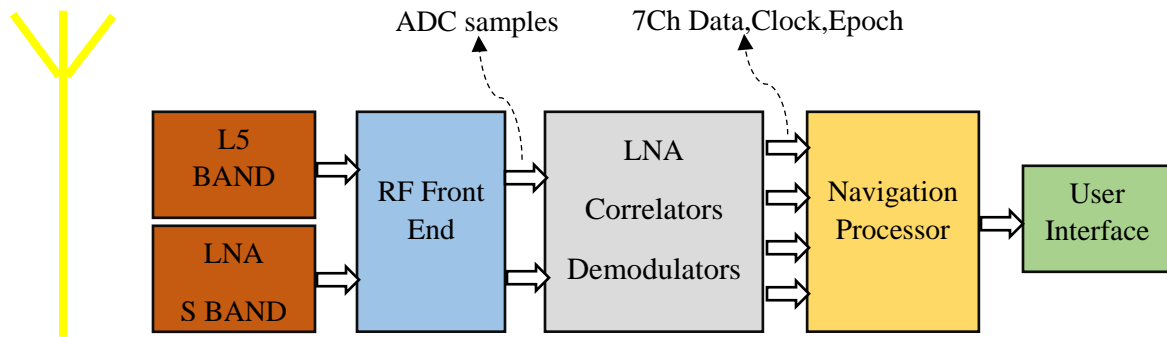 ADC samples
7Ch Data,Clock,Epoch
L5
BAND
LNA
S BAND
RF Front
End
LNA
Correlators
Demodulators
Navigation
Processor
User
Interface